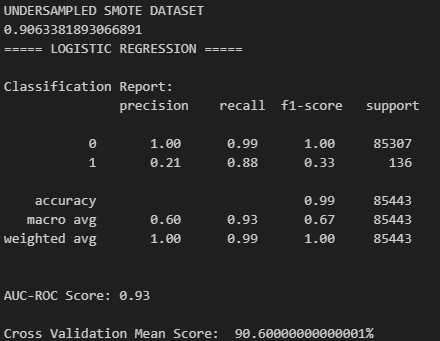 UNDERSAMPLED SMOTE DATASET
0.9063381893066891
===== LOGISTIC REGRESSION =====
Classification Report:
precision recall f1-score support
0 1.00 0.99 1.00 85307
1 0.21 0.88 0.33 136
accuracy 0.99 85443
macro avg 0.60 0.93 0.67 85443
weighted avg 1.00 0.99 1.00 85443
AUC-ROC Score: 0.93
Cross Validation Mean Score: 90.60000000000001%